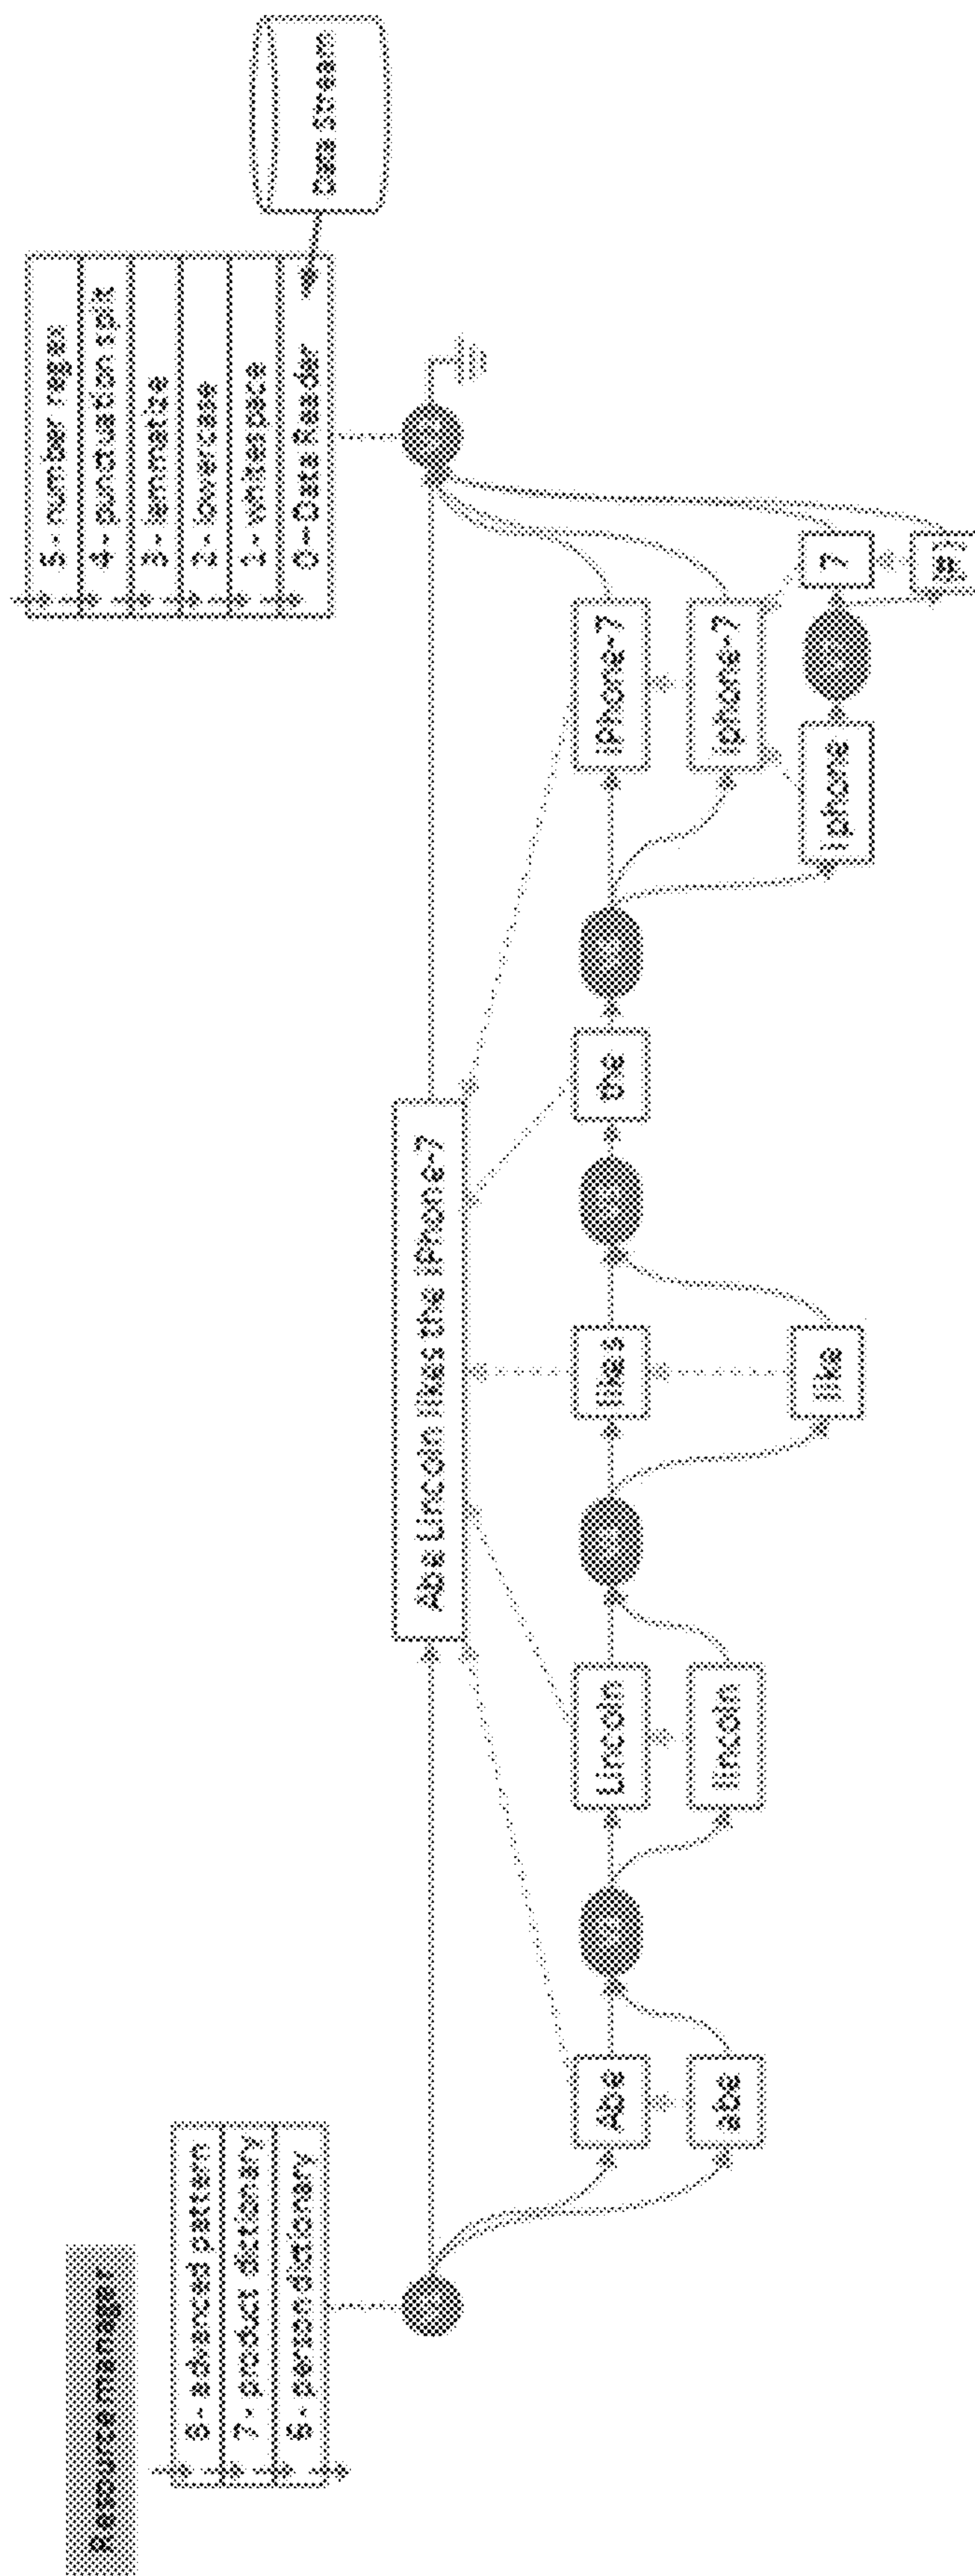 Resource manager
8- advanced pattern
7- product dictionary
6- person dictionary
5- number regex
4- punctuation split
3- lemmatize
2- lowercase
1- whitespace
0-Data Reader
Data Stream
Abe Lincoln likes the iPhone-7
Abe
Lincoln
likes
the
iPhone-7
abe
lincoln
iphone-7
like
iphone
7